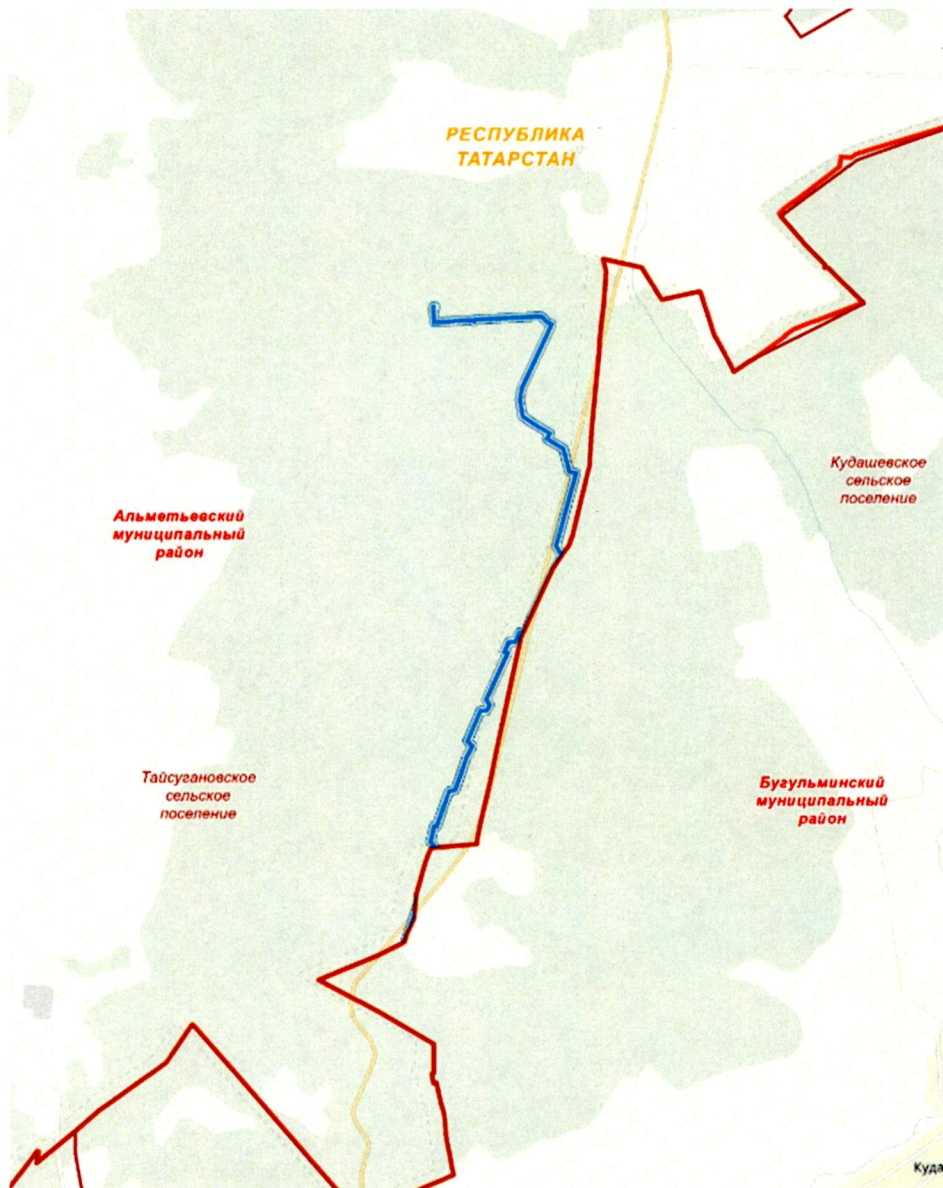 РЕСПУБЛИКА
ТАТАРСТАН
Кудашевское
сельское
поселение
Альметьевский
муниципальный
район
Тайсугановское
сельское
поселение
Бугульминский
муниципальный
район
Куда